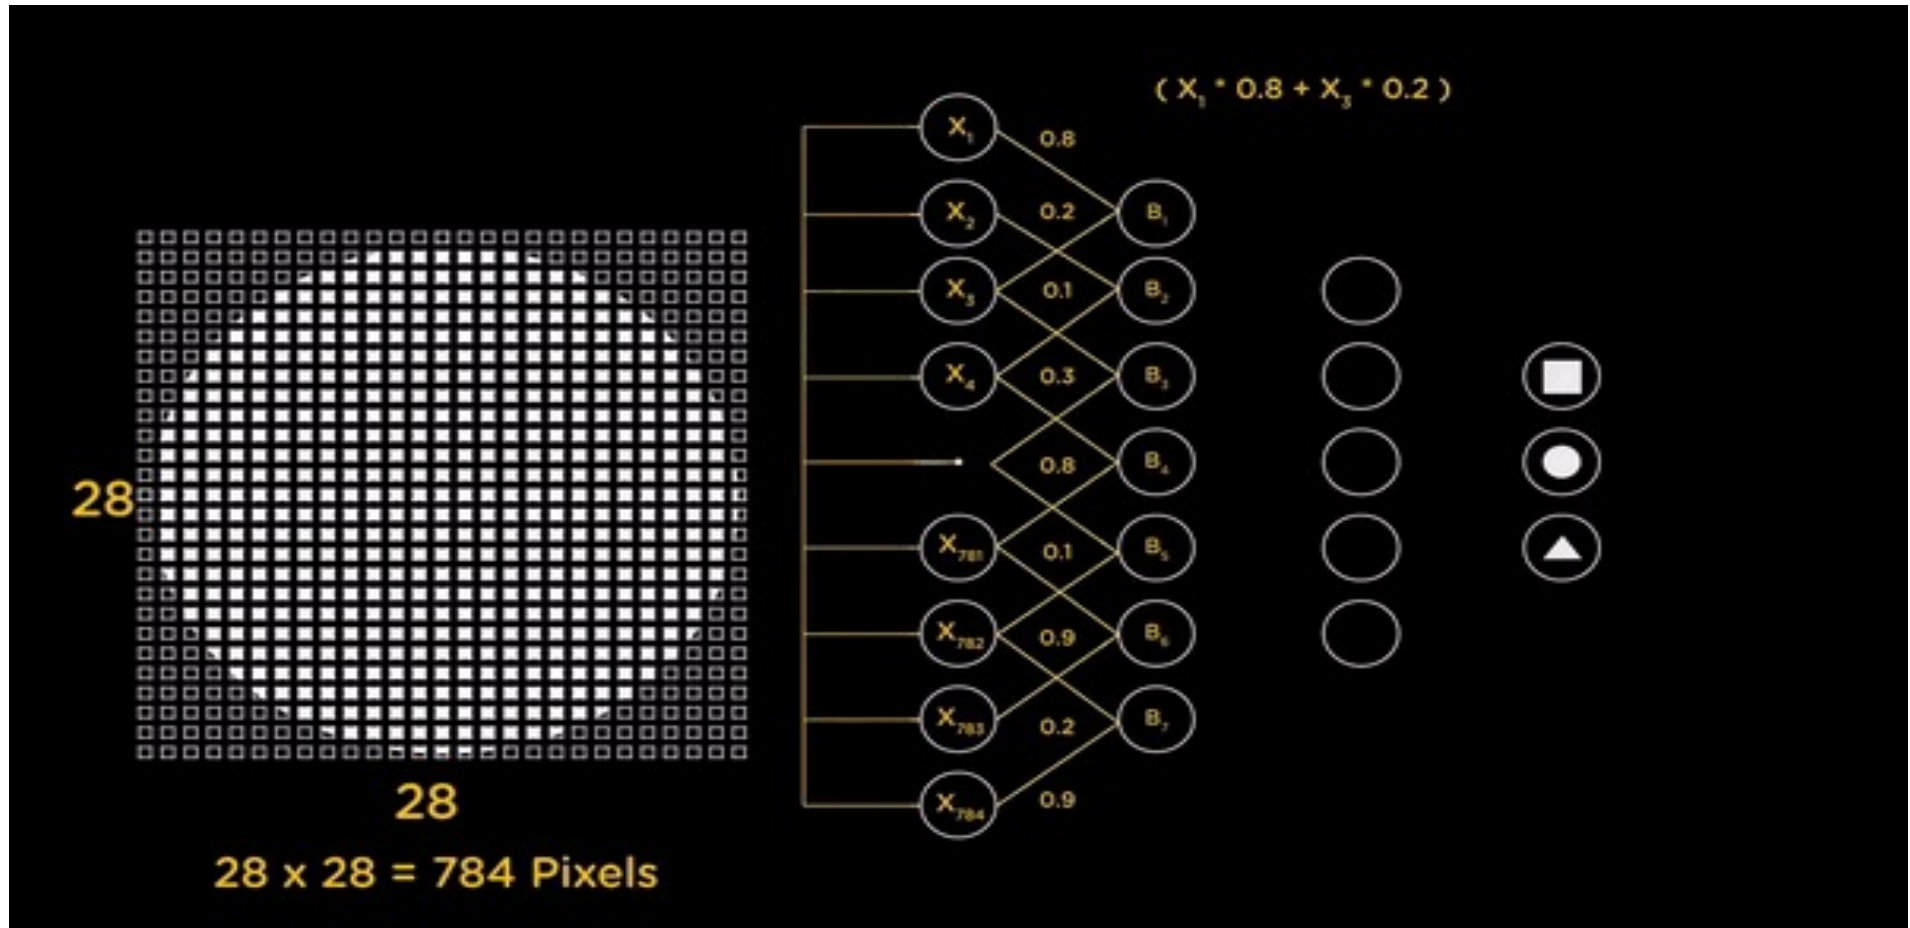 ( X₁ * 0.8 + X₃ * 0.2 )
X₁
0.8
X₂
0.2
B₁
X₃
0.1
B₂
X₄
0.3
B₃
0.8
B₄
28
X₇₈₁
0.1
B₅
X₇₈₂
0.9
B₆
X₇₈₃
0.2
B₇
X₇₈₄
0.9
28
28 x 28 = 784 Pixels